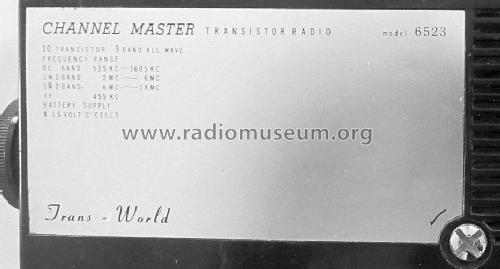 CHANNEL MASTER TRANSISTOR RADIO model 6523
10 TRANSISTOR 3 BAND ALL WAVE
FREQUENCY RANGE
BC BAND 535 KC ~ 1605 KC
SW1 BAND 2 MC ~ 6 MC
SW2 BAND 6 MC ~ 18 MC
IF 455 KC
BATTERY SUPPLY
4 1.5 VOLT "C" CELLS
www.radiomuseum.org
Trans - World